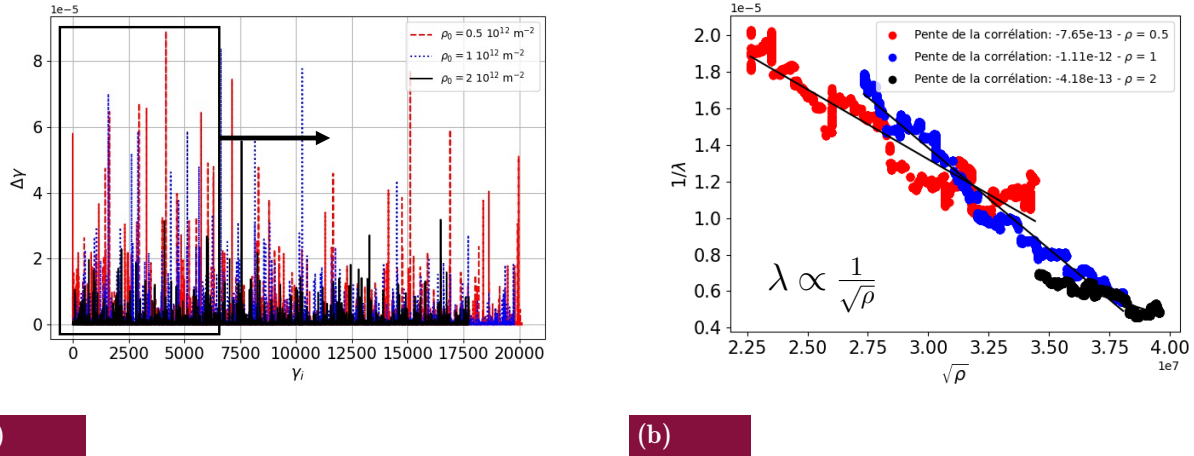 1e−5
ρ₀ = 0.5 10¹² m⁻²
ρ₀ = 1 10¹² m⁻²
ρ₀ = 2 10¹² m⁻²
8
6
4
2
0
Δγ
0 2500 5000 7500 10000 12500 15000 17500 20000
γᵢ
)
1e−5
Pente de la corrélation: -7.65e-13 - ρ = 0.5
Pente de la corrélation: -1.11e-12 - ρ = 1
Pente de la corrélation: -4.18e-13 - ρ = 2
2.0
1.8
1.6
1.4
1.2
1.0
0.8
0.6
0.4
1/λ
λ ∝ 1/√ρ
2.25 2.50 2.75 3.00 3.25 3.50 3.75 4.00
1e7
√ρ
(b)